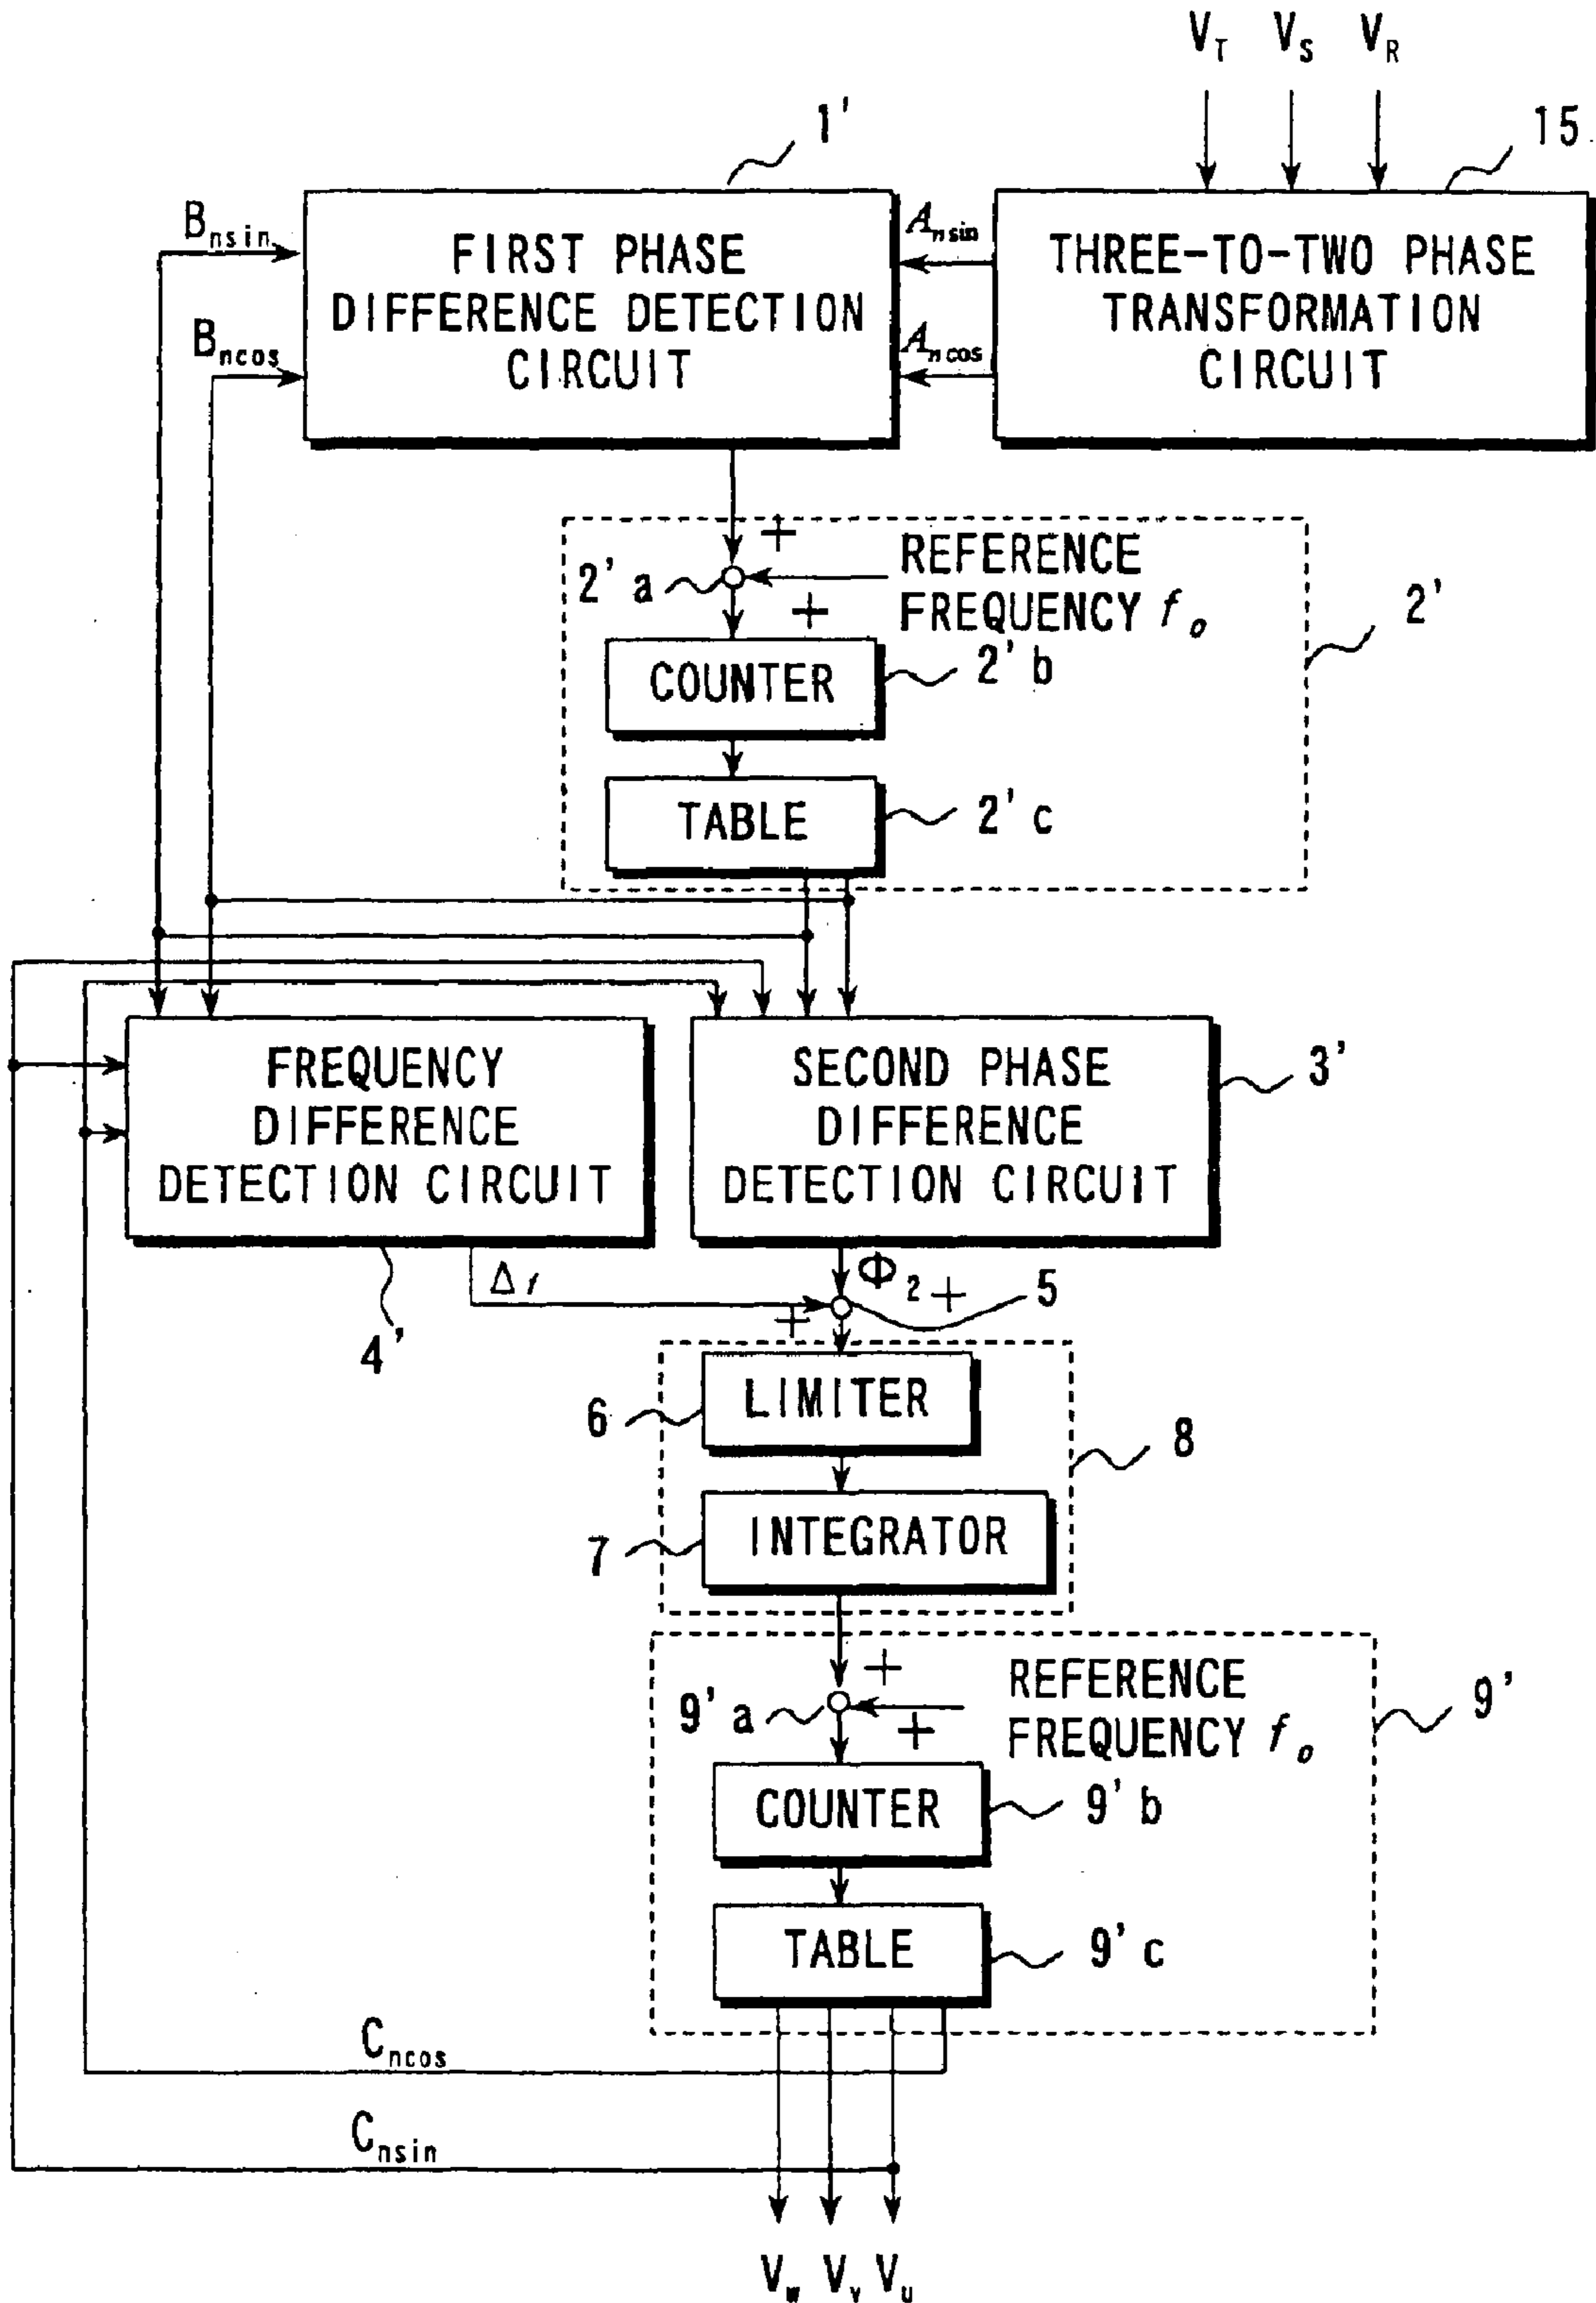 V_T V_S V_R
1'
15
B_nsin
A_nsin
FIRST PHASE
DIFFERENCE DETECTION
CIRCUIT
THREE-TO-TWO PHASE
TRANSFORMATION
CIRCUIT
B_ncos
A_ncos
+
REFERENCE
FREQUENCY f_o
2'a
+
2'
COUNTER
2'b
TABLE
2'c
FREQUENCY
DIFFERENCE
DETECTION CIRCUIT
SECOND PHASE
DIFFERENCE
DETECTION CIRCUIT
3'
4'
Δf
Φ_2
+
+
5
LIMITER
6
8
INTEGRATOR
7
+
REFERENCE
FREQUENCY f_o
9'a
+
9'
COUNTER
9'b
TABLE
9'c
C_ncos
C_nsin
V_w V_v V_u